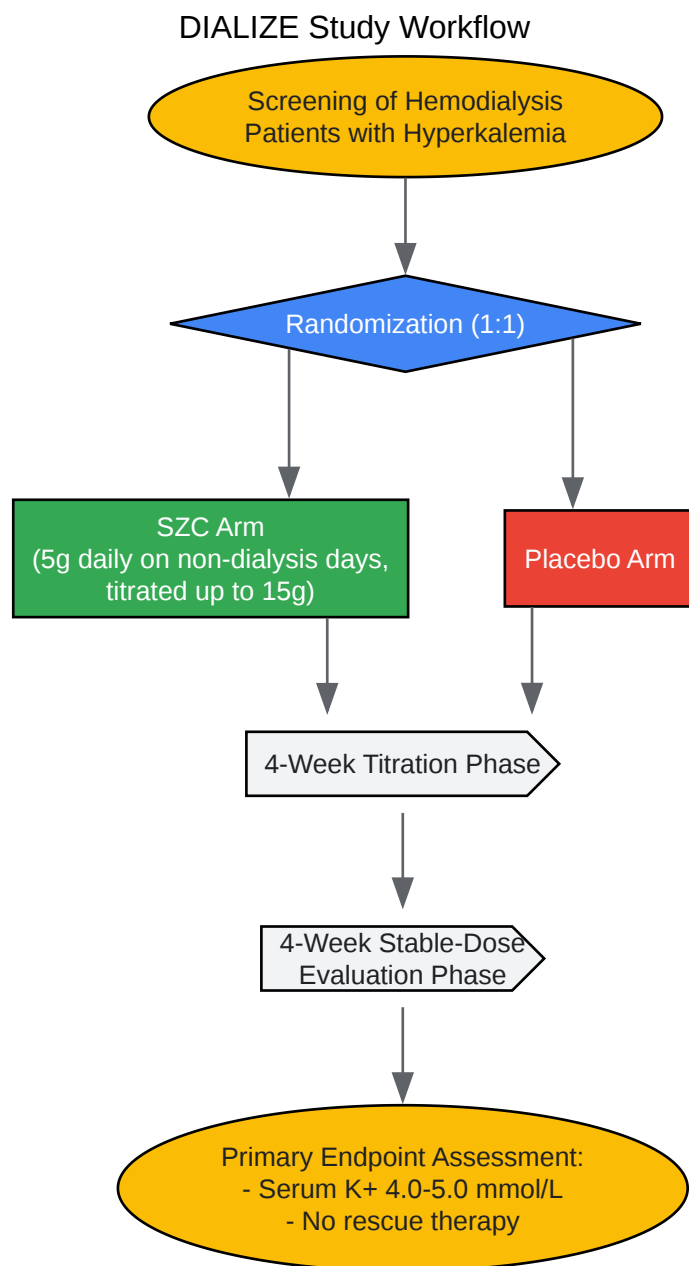 DIALIZE Study Workflow
Screening of Hemodialysis
Patients with Hyperkalemia
Randomization (1:1)
SZC Arm
(5g daily on non-dialysis days,
titrated up to 15g)
Placebo Arm
4-Week Titration Phase
4-Week Stable-Dose
Evaluation Phase
Primary Endpoint Assessment:
- Serum K+ 4.0-5.0 mmol/L
- No rescue therapy